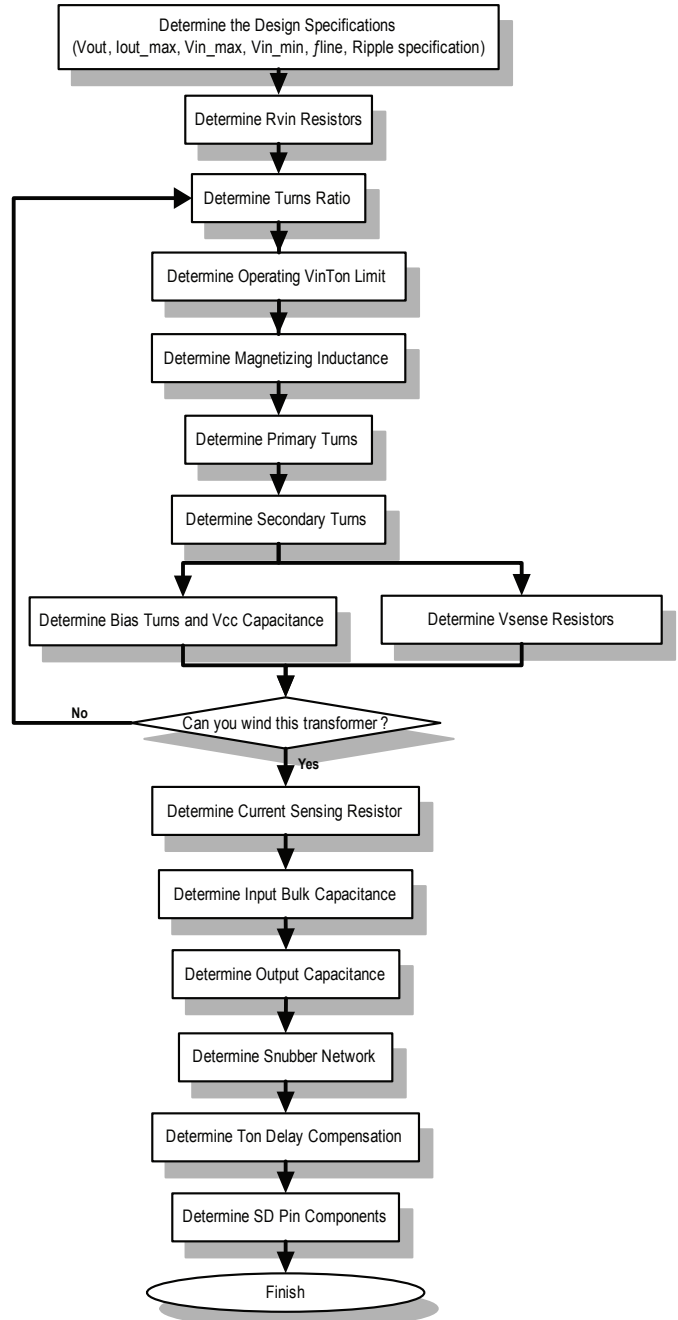 Determine the Design Specifications
(Vout, Iout_max, Vin_max, Vin_min, ƒline, Ripple specification)
Determine Rvin Resistors
Determine Turns Ratio
Determine Operating VinTon Limit
Determine Magnetizing Inductance
Determine Primary Turns
Determine Secondary Turns
Determine Bias Turns and Vcc Capacitance
Determine Vsense Resistors
No
Can you wind this transformer?
Yes
Determine Current Sensing Resistor
Determine Input Bulk Capacitance
Determine Output Capacitance
Determine Snubber Network
Determine Ton Delay Compensation
Determine SD Pin Components
Finish